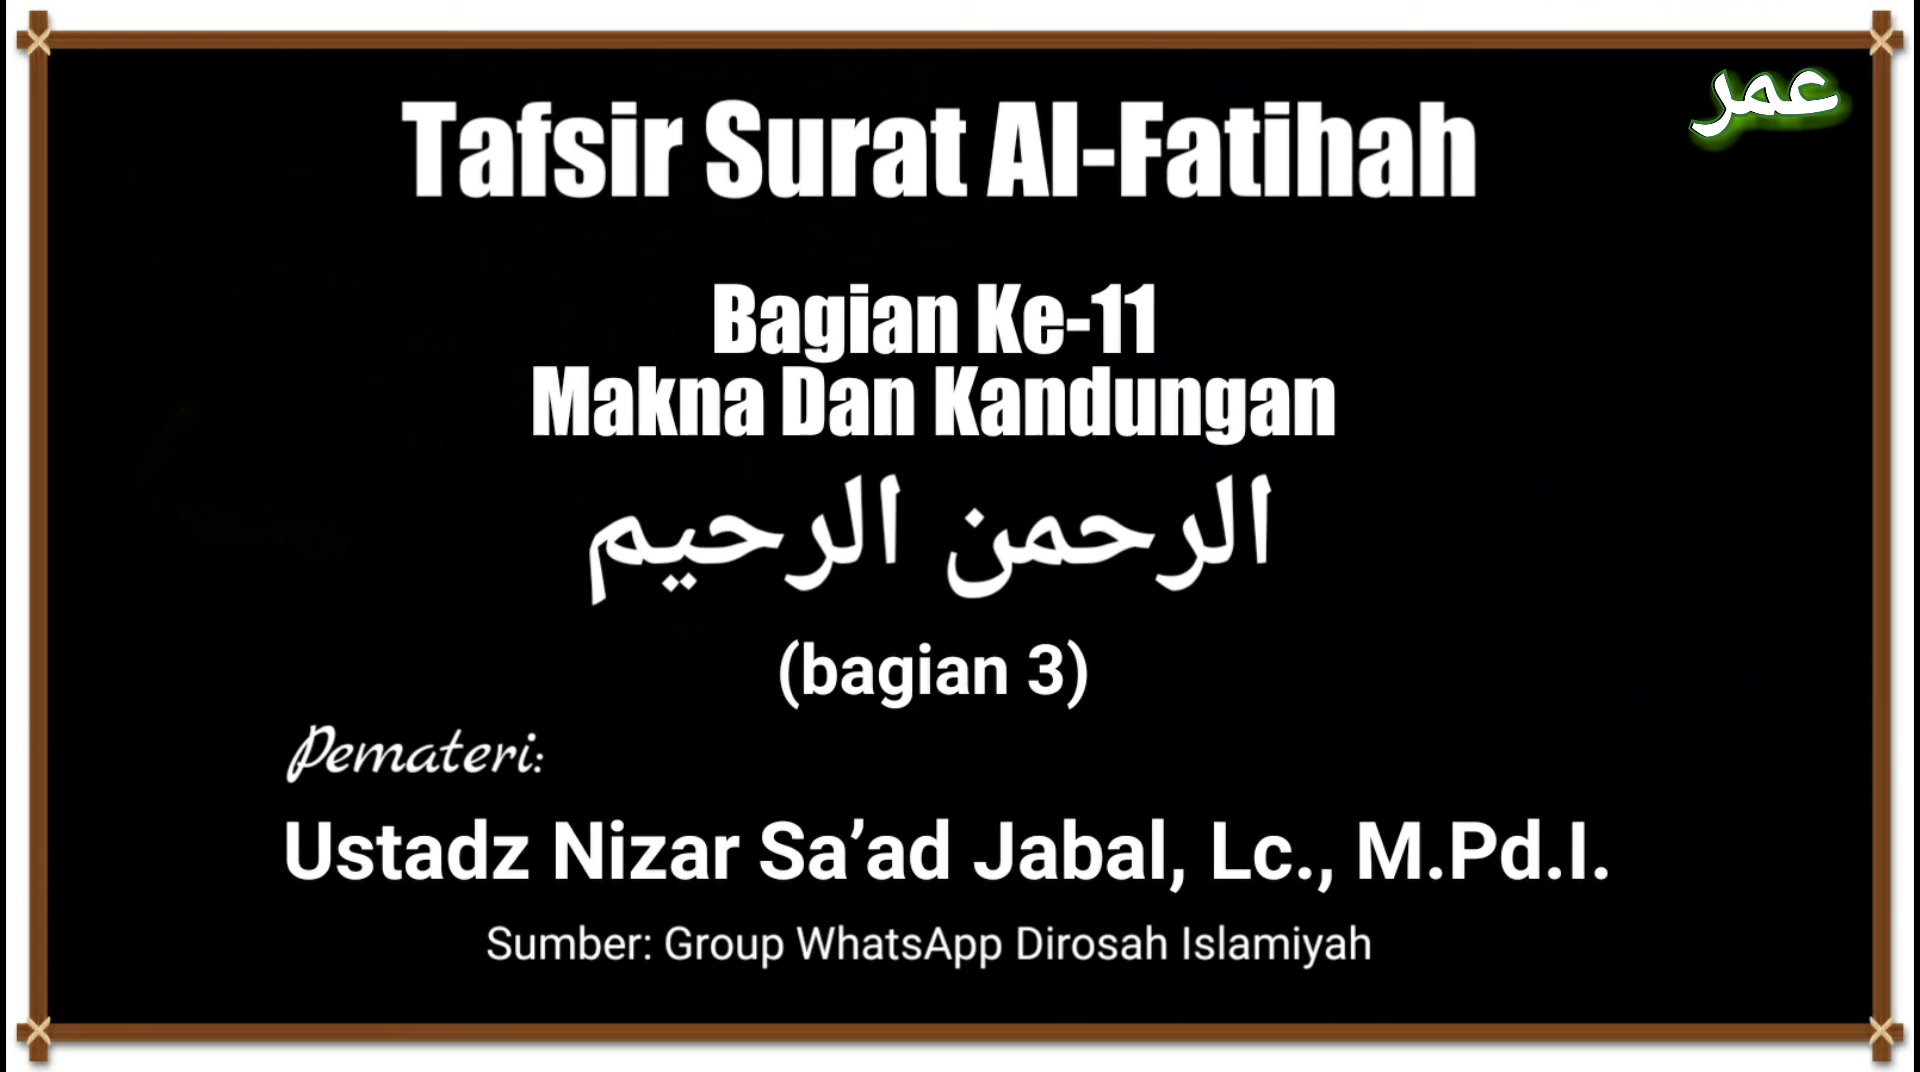 عمر
Tafsir Surat Al-Fatihah
Bagian Ke-11
Makna Dan Kandungan
الرحمن الرحيم
(bagian 3)
Pemateri:
Ustadz Nizar Sa’ad Jabal, Lc., M.Pd.I.
Sumber: Group WhatsApp Dirosah Islamiyah